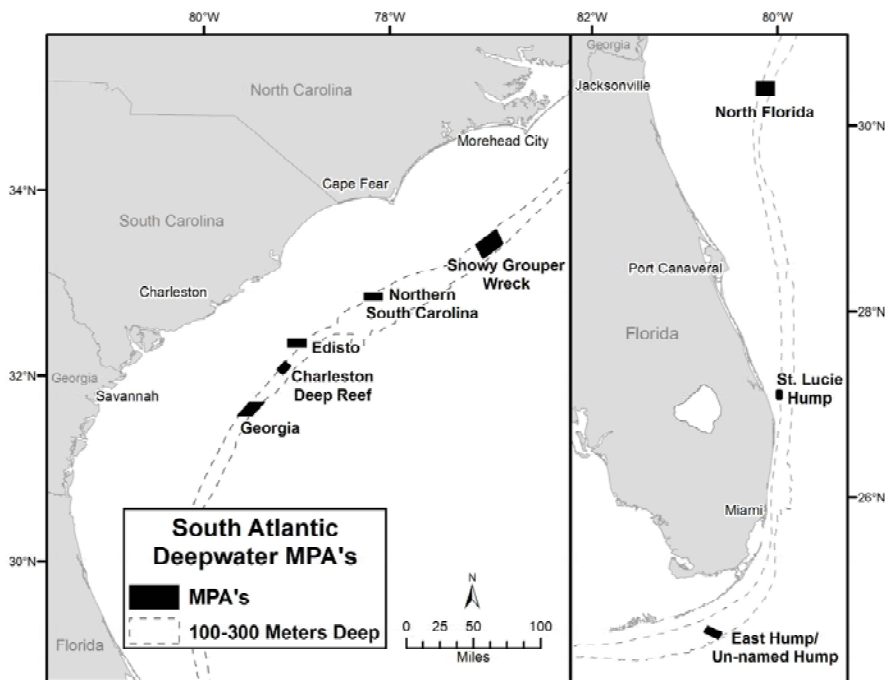 80°W
78°W
82°W
80°W
Georgia
Jacksonville
North Florida
30°N
North Carolina
Morehead City
Cape Fear
34°N
South Carolina
Snowy Grouper
Wreck
Charleston
Northern
South Carolina
Port Canaveral
28°N
Florida
Edisto
Charleston
Deep Reef
32°N
Georgia
Savannah
Georgia
St. Lucie
Hump
26°N
Miami
30°N
South Atlantic
Deepwater MPA's
MPA's
100-300 Meters Deep
N
0 25 50 100
Miles
Florida
East Hump/
Un-named Hump